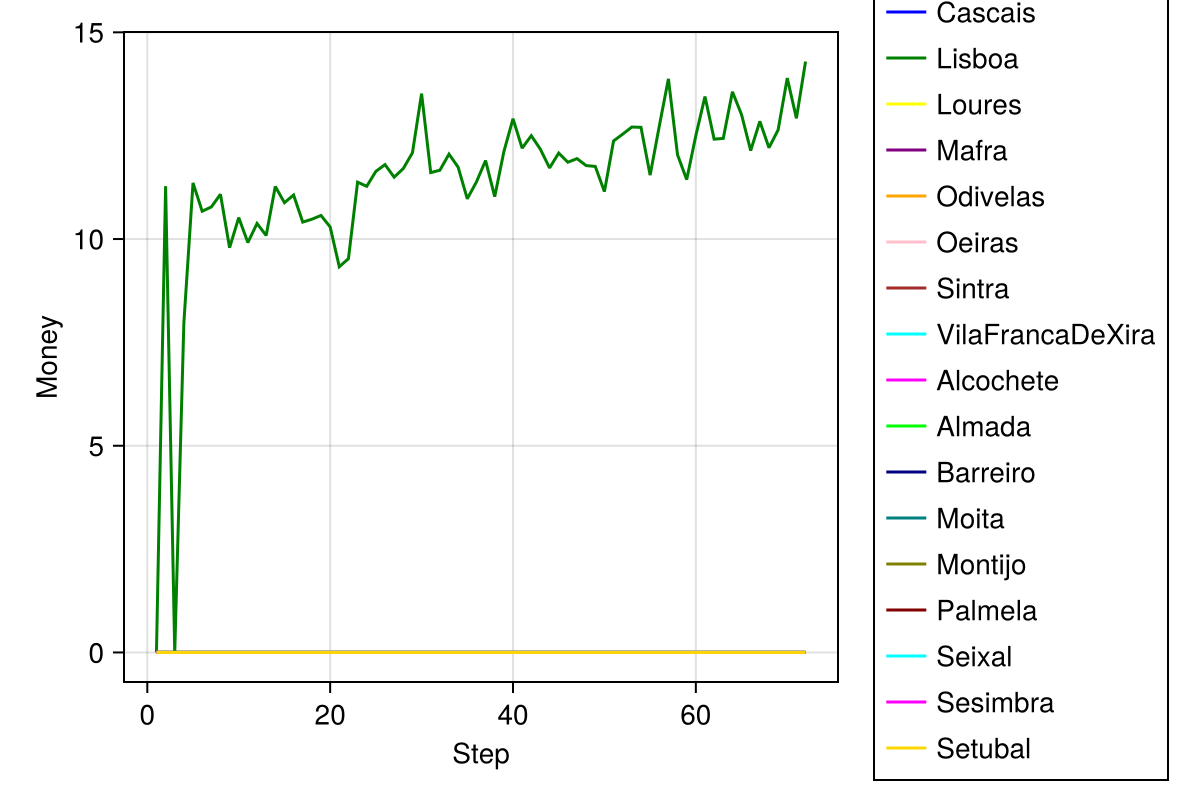 15
10
5
0
Money
0 20 40 60
Step
Cascais
Lisboa
Loures
Mafra
Odivelas
Oeiras
Sintra
VilaFrancaDeXira
Alcochete
Almada
Barreiro
Moita
Montijo
Palmela
Seixal
Sesimbra
Setubal